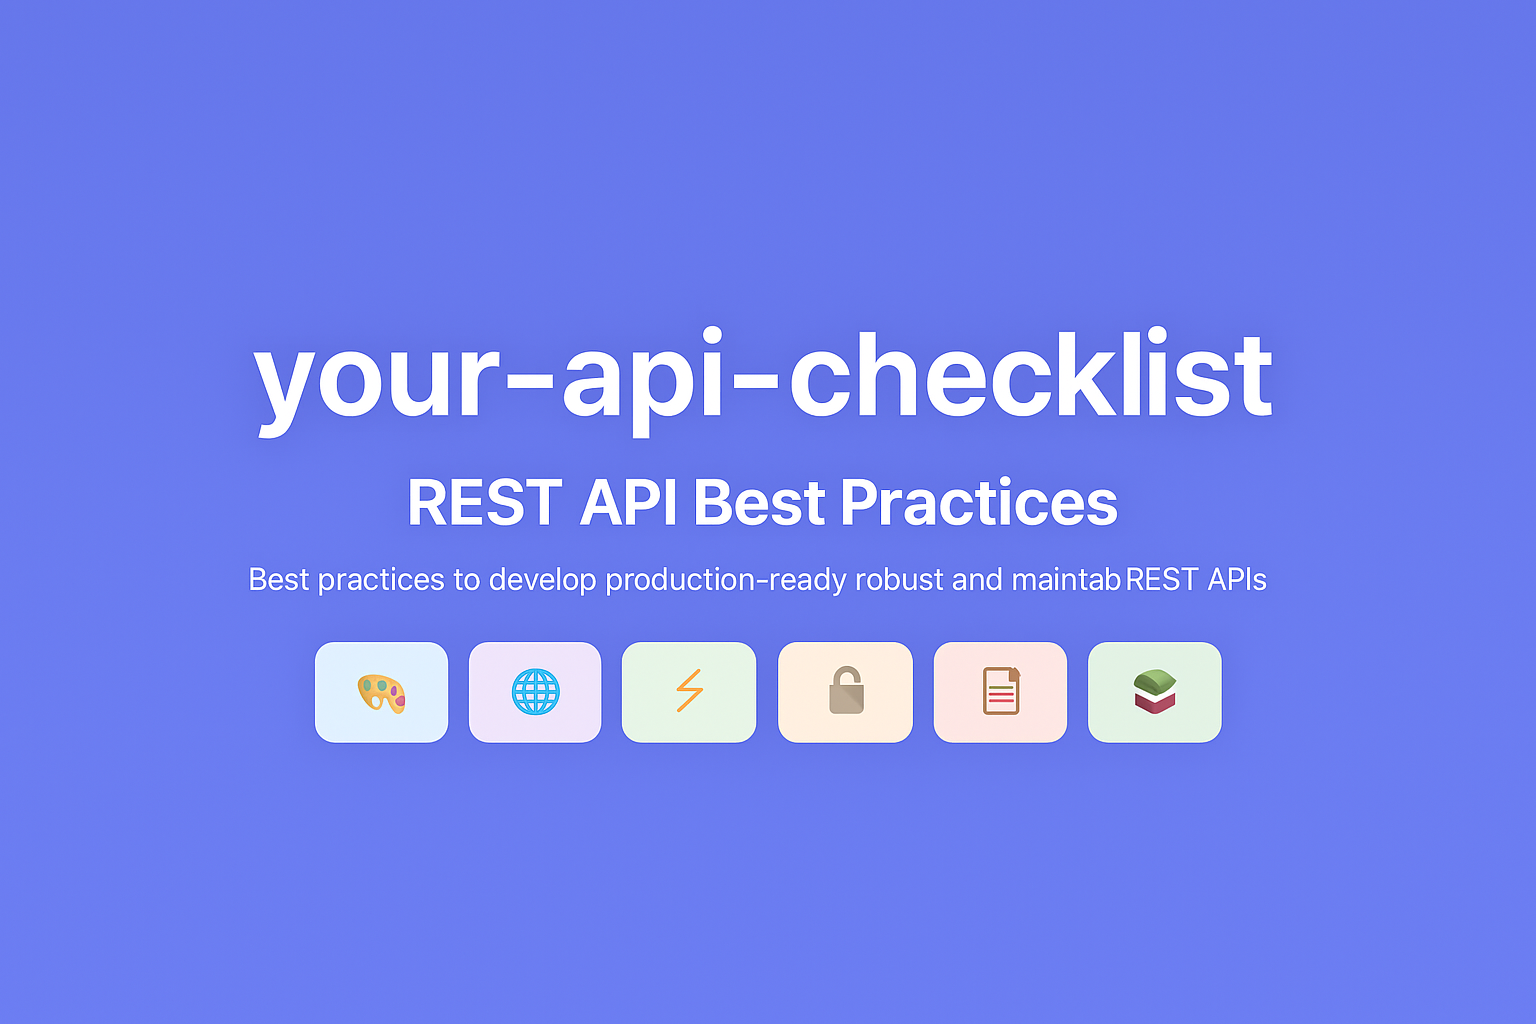 your-api-checklist
REST API Best Practices
Best practices to develop production-ready robust and maintab REST APIs